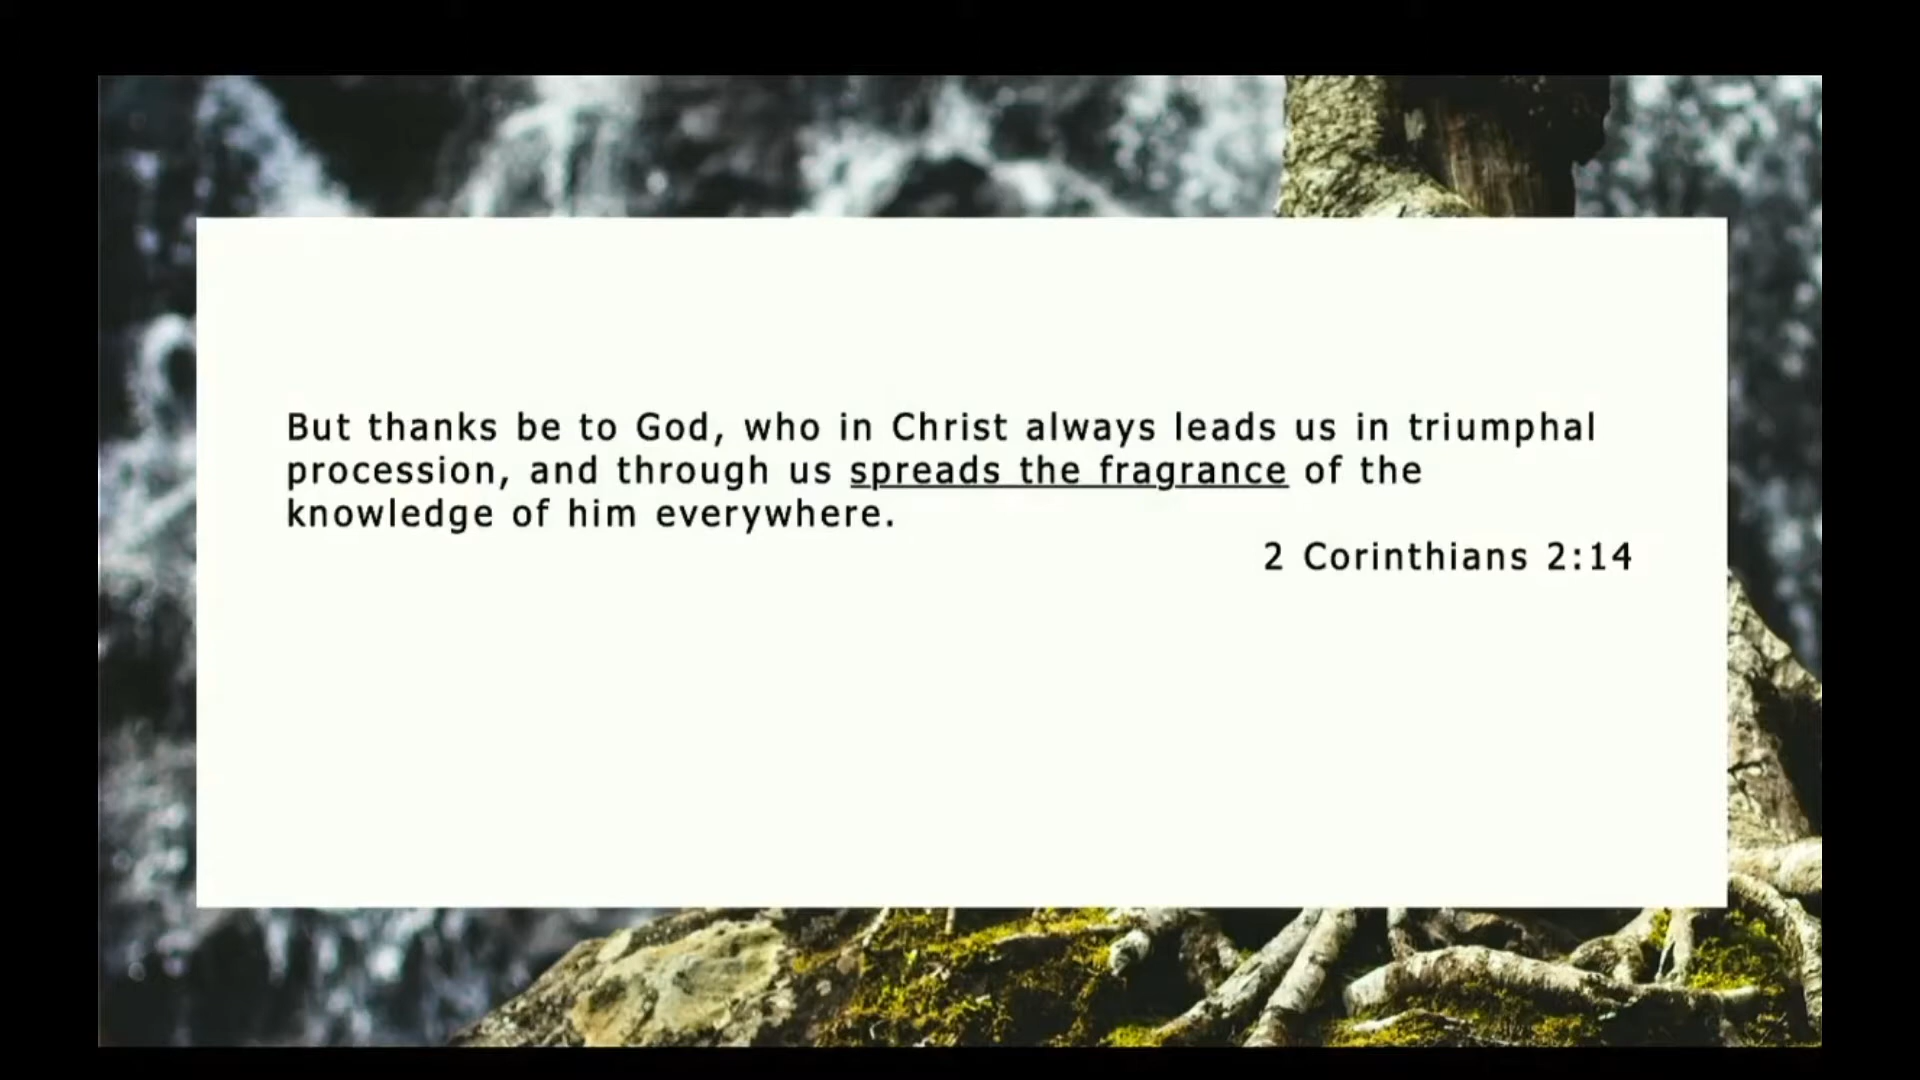 But thanks be to God, who in Christ always leads us in triumphal
procession, and through us spreads the fragrance of the
knowledge of him everywhere.
2 Corinthians 2:14